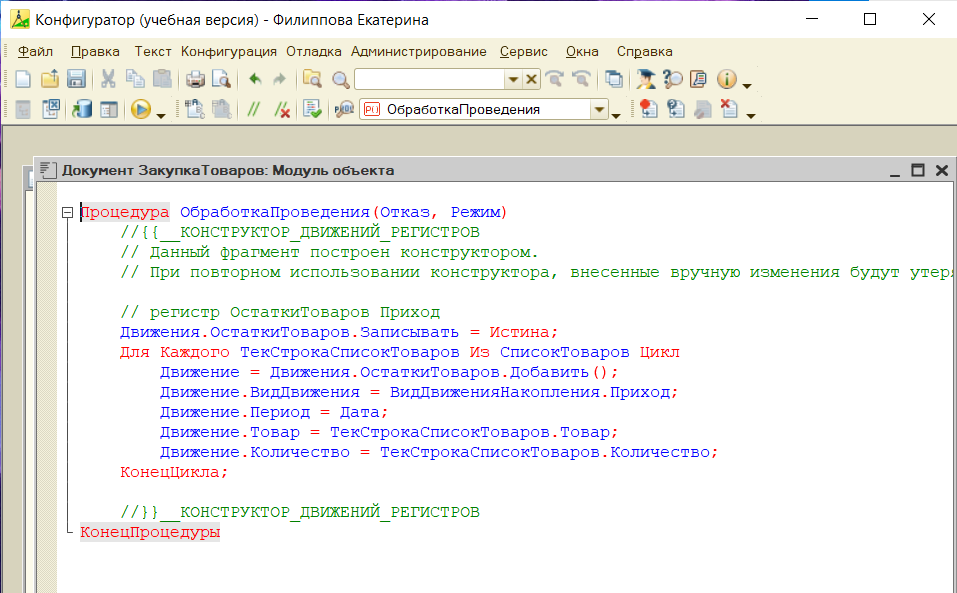 Конфигуратор (учебная версия) - Филиппова Екатерина
Файл Правка Текст Конфигурация Отладка Администрирование Сервис Окна Справка
ОбработкаПроведения
Документ ЗакупкаТоваров: Модуль объекта
Процедура ОбработкаПроведения(Отказ, Режим)
//{{__КОНСТРУКТОР_ДВИЖЕНИЙ_РЕГИСТРОВ
// Данный фрагмент построен конструктором.
// При повторном использовании конструктора, внесенные вручную изменения будут утер
// регистр ОстаткиТоваров Приход
Движения.ОстаткиТоваров.Записывать = Истина;
Для Каждого ТекСтрокаСписокТоваров Из СписокТоваров Цикл
Движение = Движения.ОстаткиТоваров.Добавить();
Движение.ВидДвижения = ВидДвиженияНакопления.Приход;
Движение.Период = Дата;
Движение.Товар = ТекСтрокаСписокТоваров.Товар;
Движение.Количество = ТекСтрокаСписокТоваров.Количество;
КонецЦикла;
//}}__КОНСТРУКТОР_ДВИЖЕНИЙ_РЕГИСТРОВ
КонецПроцедуры